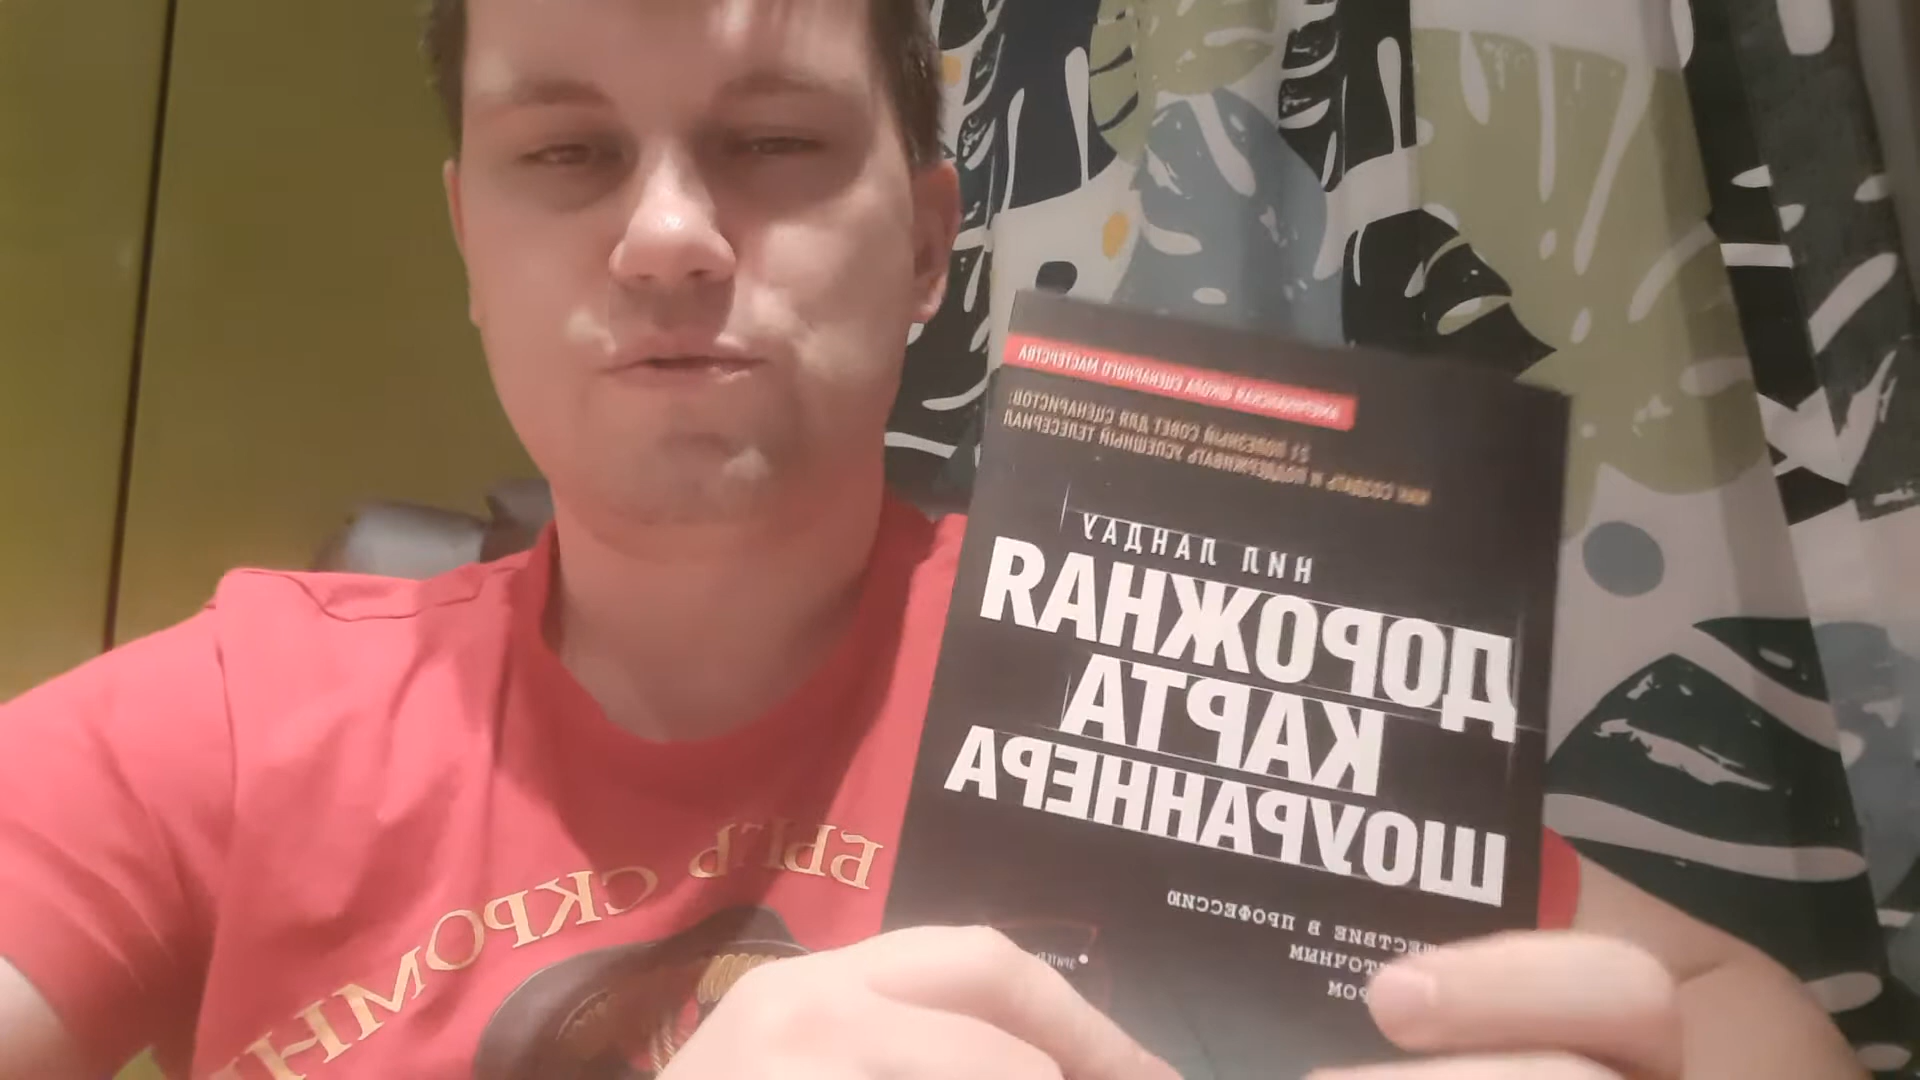 АМЕРИКАНСКАЯ ШКОЛА СЦЕНАРНОГО МАСТЕРСТВА
21 ПОЛЕЗНЫЙ СОВЕТ ДЛЯ СЦЕНАРИСТОВ:
КАК СОЗДАТЬ И ПОДДЕРЖИВАТЬ УСПЕШНЫЙ ТЕЛЕСЕРИАЛ
НИЛ ЛАНДАУ
ДОРОЖНАЯ
КАРТА
ШОУРАННЕРА
В ПРОФЕССИЮ
БЫТЬ